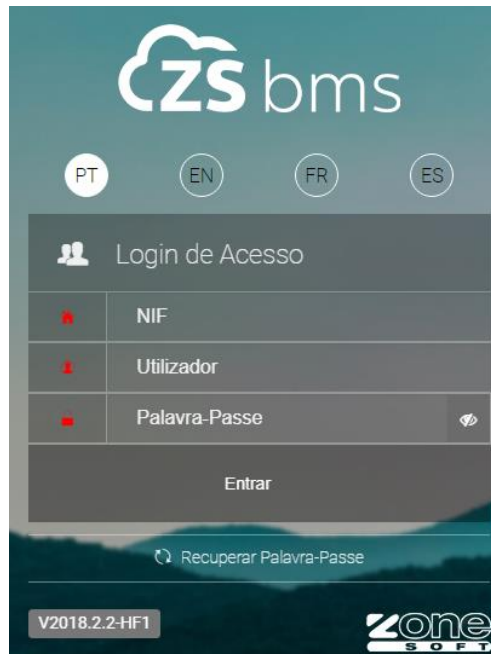 ZS bms
PT EN FR ES
Login de Acesso
NIF
Utilizador
Palavra-Passe
Entrar
Recuperar Palavra-Passe
V2018.2.2-HF1
zone
SOFT